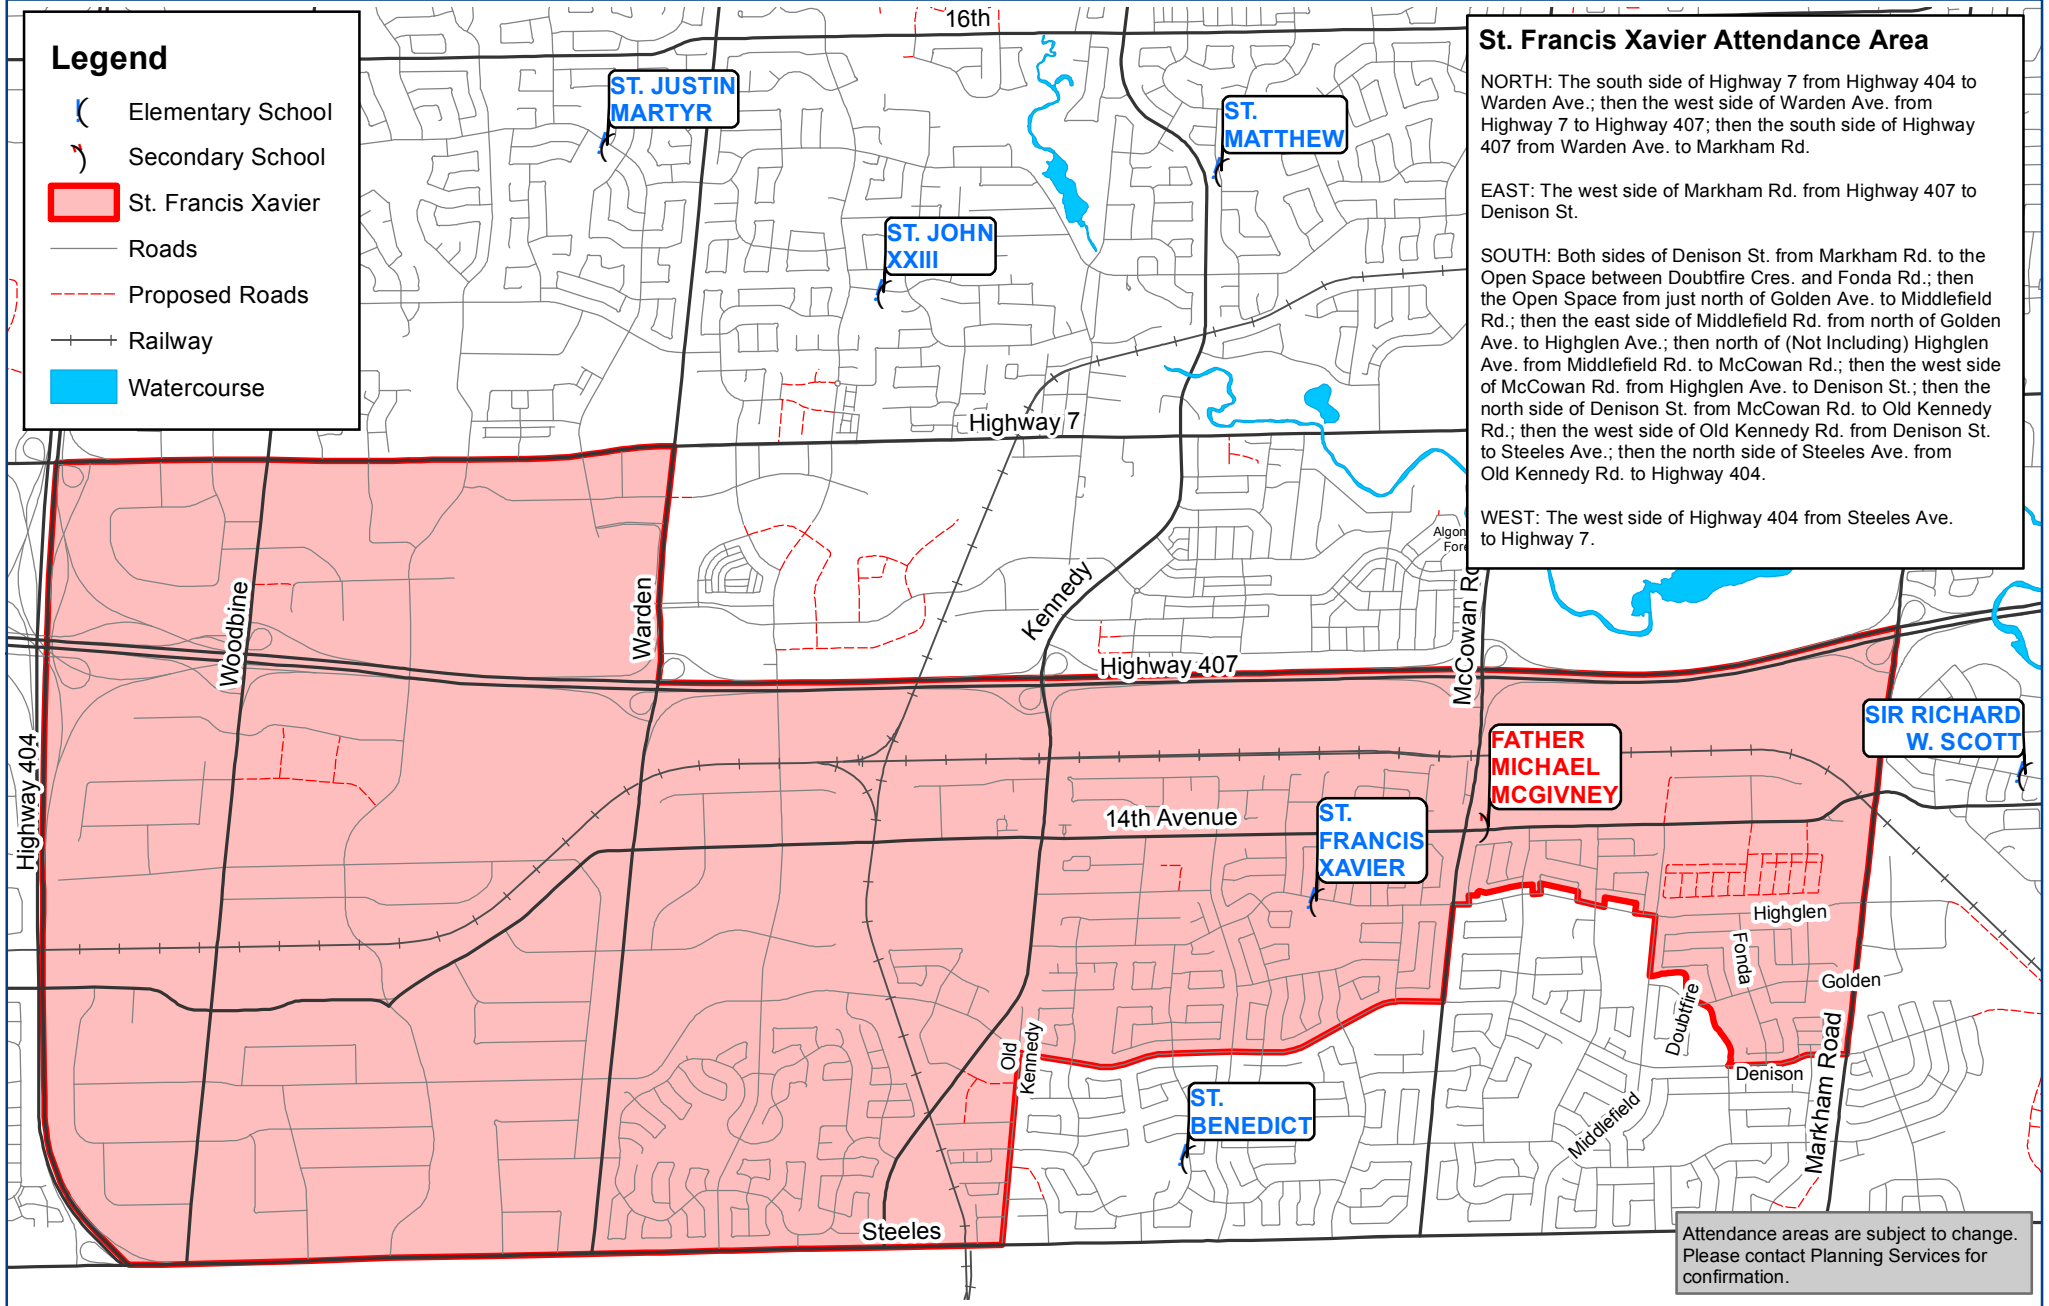 16th
Legend
Elementary School
Secondary School
St. Francis Xavier
Roads
Proposed Roads
Railway
Watercourse
ST. JUSTIN
MARTYR
ST.
MATTHEW
ST. JOHN
XXIII
St. Francis Xavier Attendance Area
NORTH: The south side of Highway 7 from Highway 404 to
Warden Ave.; then the west side of Warden Ave. from
Highway 7 to Highway 407; then the south side of Highway
407 from Warden Ave. to Markham Rd.
EAST: The west side of Markham Rd. from Highway 407 to
Denison St.
SOUTH: Both sides of Denison St. from Markham Rd. to the
Open Space between Doubtfire Cres. and Fonda Rd.; then
the Open Space from just north of Golden Ave. to Middlefield
Rd.; then the east side of Middlefield Rd. from north of Golden
Ave. to Highglen Ave.; then north of (Not Including) Highglen
Ave. from Middlefield Rd. to McCowan Rd.; then the west side
of McCowan Rd. from Highglen Ave. to Denison St.; then the
north side of Denison St. from McCowan Rd. to Old Kennedy
Rd.; then the west side of Old Kennedy Rd. from Denison St.
to Steeles Ave.; then the north side of Steeles Ave. from
Old Kennedy Rd. to Highway 404.
WEST: The west side of Highway 404 from Steeles Ave.
to Highway 7.
Highway 7
Algon
Fore
Woodbine
Warden
Kennedy
McCowan Rd
Highway 407
Highway 404
SIR RICHARD
W. SCOTT
FATHER
MICHAEL
MCGIVNEY
14th Avenue
ST.
FRANCIS
XAVIER
Highglen
Fonda
Golden
Doubtfire
Old
Kennedy
Denison
Markham Road
Middlefield
ST.
BENEDICT
Steeles
Attendance areas are subject to change.
Please contact Planning Services for
confirmation.